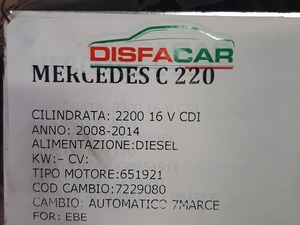 DISFACAR
MERCEDES C 220
CILINDRATA: 2200 16 V CDI
ANNO: 2008-2014
ALIMENTAZIONE:DIESEL
KW:- CV:
TIPO MOTORE:651921
COD CAMBIO:7229080
CAMBIO: AUTOMATICO 7MARCE
FOR: EBE